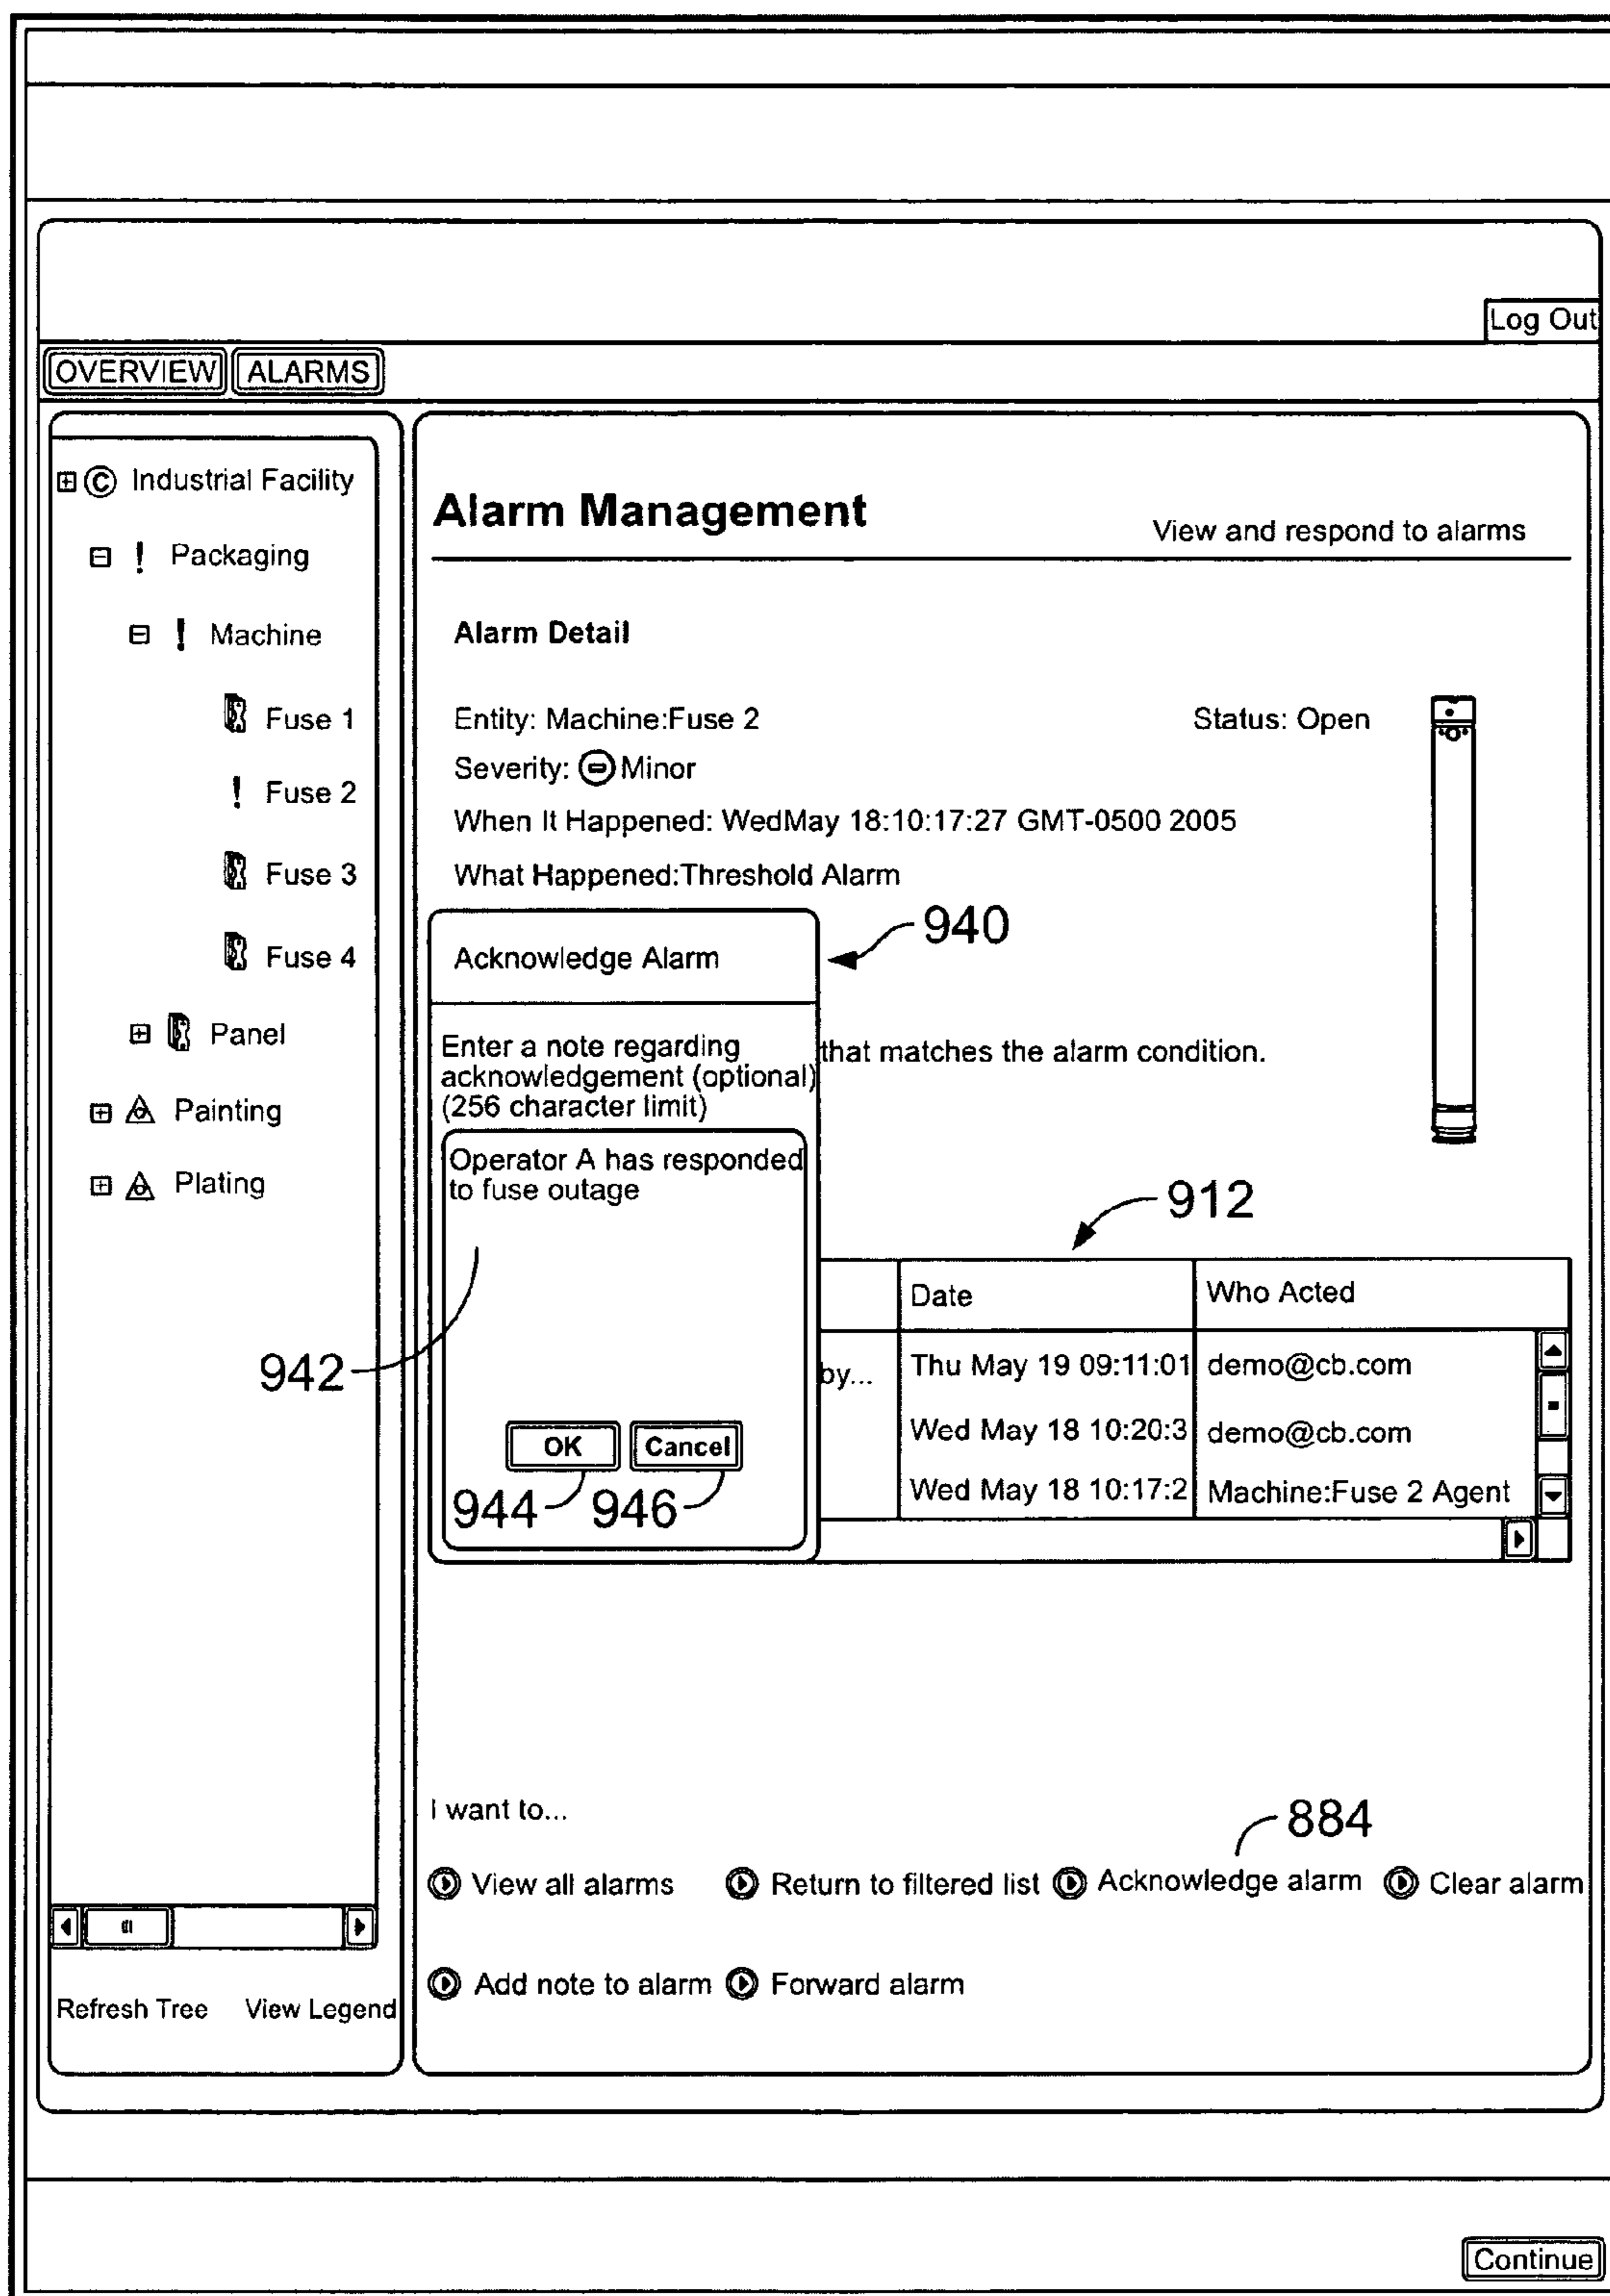 Log Out
OVERVIEW ALARMS
Industrial Facility
Packaging
Machine
Fuse 1
Fuse 2
Fuse 3
Fuse 4
Panel
Painting
Plating
Refresh Tree View Legend
Alarm Management
View and respond to alarms
Alarm Detail
Entity: Machine:Fuse 2
Status: Open
Severity: Minor
When It Happened: WedMay 18:10:17:27 GMT-0500 2005
What Happened:Threshold Alarm
940
Acknowledge Alarm
Enter a note regarding
acknowledgement (optional)
(256 character limit)
that matches the alarm condition.
Operator A has responded
to fuse outage
942
OK Cancel
944 946
912
Date Who Acted
by... Thu May 19 09:11:01 demo@cb.com
Wed May 18 10:20:3 demo@cb.com
Wed May 18 10:17:2 Machine:Fuse 2 Agent
I want to...
884
View all alarms Return to filtered list Acknowledge alarm Clear alarm
Add note to alarm Forward alarm
Continue